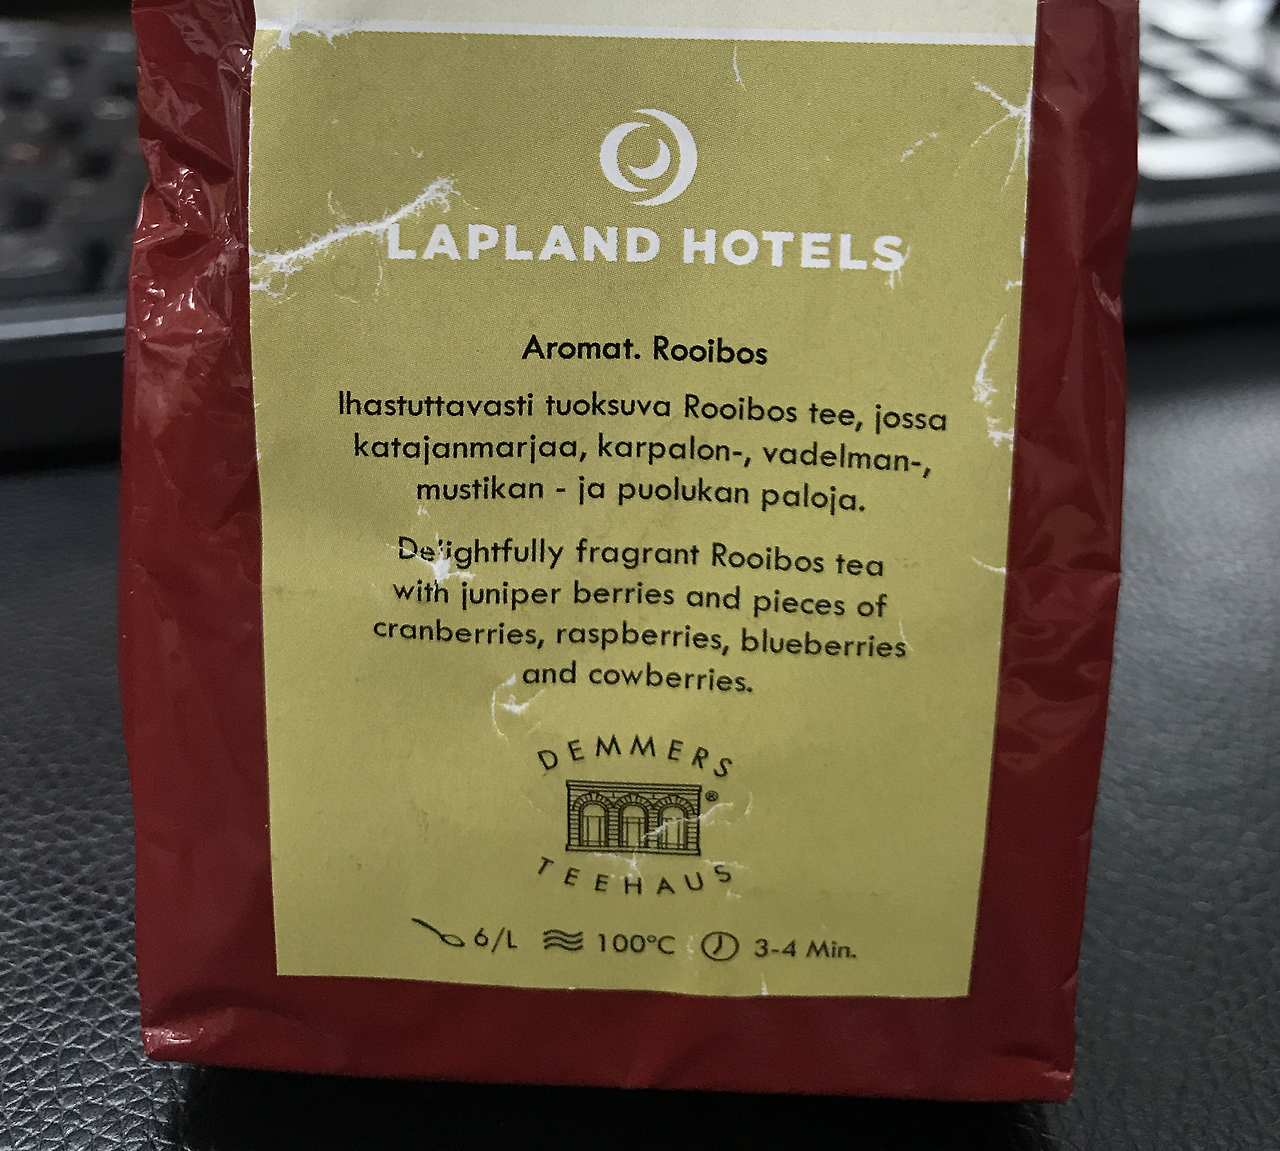 LAPLAND HOTELS
Aromat. Rooibos
Ihastuttavasti tuoksuva Rooibos tee, jossa
katajanmarjaa, karpalon-, vadelman-,
mustikan - ja puolukan paloja.
Delightfully fragrant Rooibos tea
with juniper berries and pieces of
cranberries, raspberries, blueberries
and cowberries.
DEMMERS
®
TEEHAUS
6/L 100°C 3-4 Min.